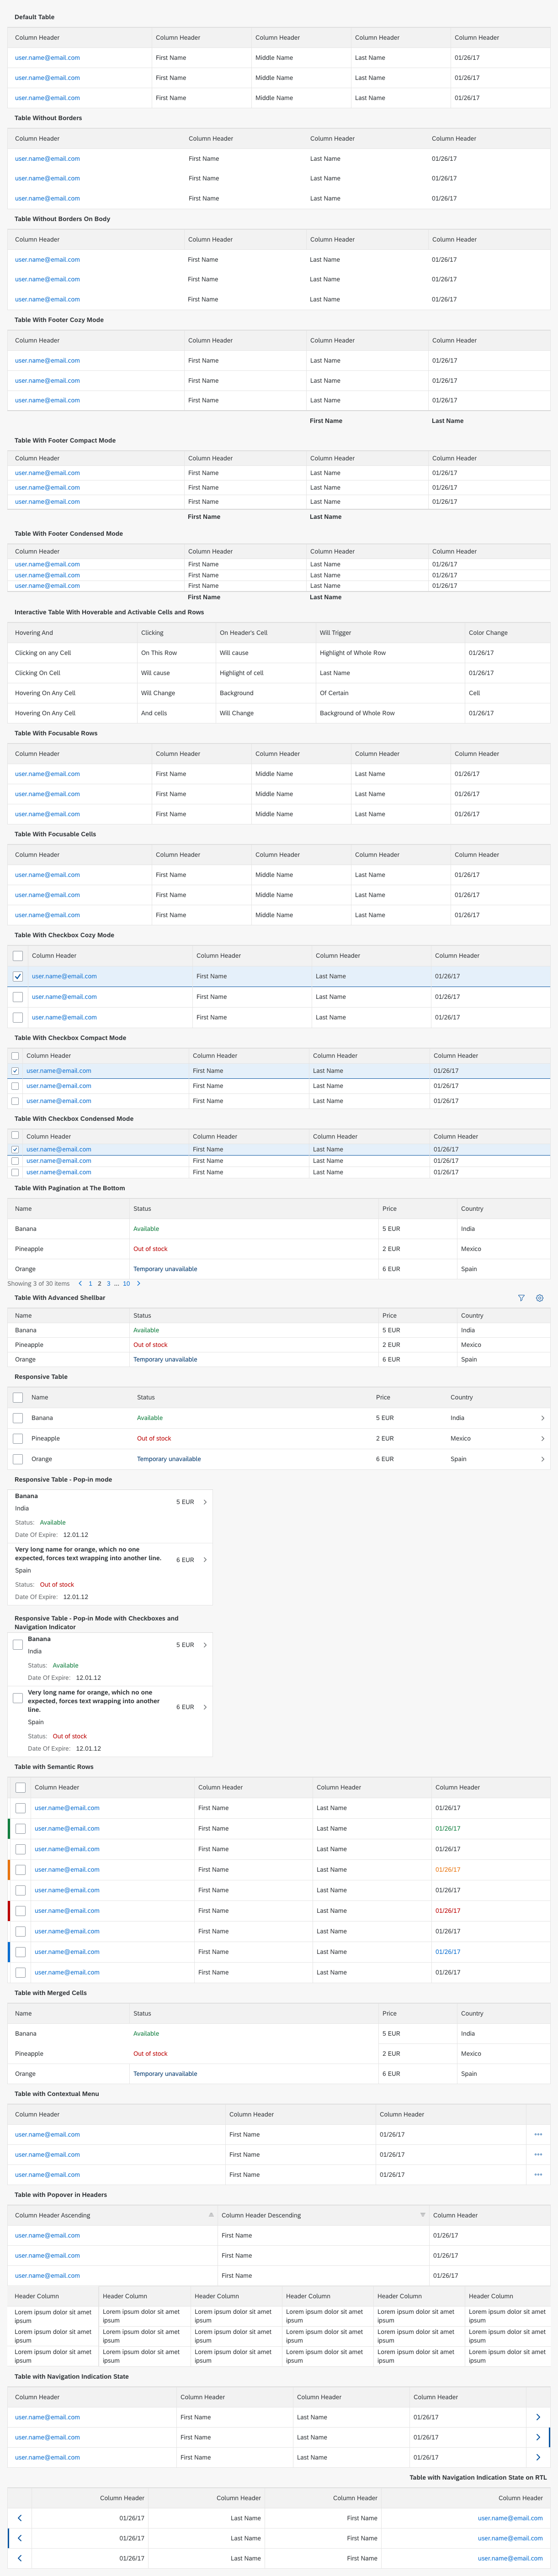 Default Table
Column Header Column Header Column Header Column Header Column Header
user.name@email.com First Name Middle Name Last Name 01/26/17
user.name@email.com First Name Middle Name Last Name 01/26/17
user.name@email.com First Name Middle Name Last Name 01/26/17
Table Without Borders
Column Header Column Header Column Header Column Header
user.name@email.com First Name Last Name 01/26/17
user.name@email.com First Name Last Name 01/26/17
user.name@email.com First Name Last Name 01/26/17
Table Without Borders On Body
Column Header Column Header Column Header Column Header
user.name@email.com First Name Last Name 01/26/17
user.name@email.com First Name Last Name 01/26/17
user.name@email.com First Name Last Name 01/26/17
Table With Footer Cozy Mode
Column Header Column Header Column Header Column Header
user.name@email.com First Name Last Name 01/26/17
user.name@email.com First Name Last Name 01/26/17
user.name@email.com First Name Last Name 01/26/17
First Name Last Name
Table With Footer Compact Mode
Column Header Column Header Column Header Column Header
user.name@email.com First Name Last Name 01/26/17
user.name@email.com First Name Last Name 01/26/17
user.name@email.com First Name Last Name 01/26/17
First Name Last Name
Table With Footer Condensed Mode
Column Header Column Header Column Header Column Header
user.name@email.com First Name Last Name 01/26/17
user.name@email.com First Name Last Name 01/26/17
user.name@email.com First Name Last Name 01/26/17
First Name Last Name
Interactive Table With Hoverable and Activable Cells and Rows
Hovering And Clicking On Header's Cell Will Trigger Color Change
Clicking on any Cell On This Row Will cause Highlight of Whole Row 01/26/17
Clicking On Cell Will cause Highlight of cell Last Name 01/26/17
Hovering On Any Cell Will Change Background Of Certain Cell
Hovering On Any Cell And cells Will Change Background of Whole Row 01/26/17
Table With Focusable Rows
Column Header Column Header Column Header Column Header Column Header
user.name@email.com First Name Middle Name Last Name 01/26/17
user.name@email.com First Name Middle Name Last Name 01/26/17
user.name@email.com First Name Middle Name Last Name 01/26/17
Table With Focusable Cells
Column Header Column Header Column Header Column Header Column Header
user.name@email.com First Name Middle Name Last Name 01/26/17
user.name@email.com First Name Middle Name Last Name 01/26/17
user.name@email.com First Name Middle Name Last Name 01/26/17
Table With Checkbox Cozy Mode
Column Header Column Header Column Header Column Header
user.name@email.com First Name Last Name 01/26/17
user.name@email.com First Name Last Name 01/26/17
user.name@email.com First Name Last Name 01/26/17
Table With Checkbox Compact Mode
Column Header Column Header Column Header Column Header
user.name@email.com First Name Last Name 01/26/17
user.name@email.com First Name Last Name 01/26/17
user.name@email.com First Name Last Name 01/26/17
Table With Checkbox Condensed Mode
Column Header Column Header Column Header Column Header
user.name@email.com First Name Last Name 01/26/17
user.name@email.com First Name Last Name 01/26/17
user.name@email.com First Name Last Name 01/26/17
Table With Pagination at The Bottom
Name Status Price Country
Banana Available 5 EUR India
Pineapple Out of stock 2 EUR Mexico
Orange Temporary unavailable 6 EUR Spain
Showing 3 of 30 items 1 2 3 ... 10
Table With Advanced Shellbar
Name Status Price Country
Banana Available 5 EUR India
Pineapple Out of stock 2 EUR Mexico
Orange Temporary unavailable 6 EUR Spain
Responsive Table
Name Status Price Country
Banana Available 5 EUR India
Pineapple Out of stock 2 EUR Mexico
Orange Temporary unavailable 6 EUR Spain
Responsive Table - Pop-in mode
Banana
5 EUR
India
Status: Available
Date Of Expire: 12.01.12
Very long name for orange, which no one
expected, forces text wrapping into another line.
6 EUR
Spain
Status: Out of stock
Date Of Expire: 12.01.12
Responsive Table - Pop-in Mode with Checkboxes and
Navigation Indicator
Banana
5 EUR
India
Status: Available
Date Of Expire: 12.01.12
Very long name for orange, which no one
expected, forces text wrapping into another
line.
6 EUR
Spain
Status: Out of stock
Date Of Expire: 12.01.12
Table with Semantic Rows
Column Header Column Header Column Header Column Header
user.name@email.com First Name Last Name 01/26/17
user.name@email.com First Name Last Name 01/26/17
user.name@email.com First Name Last Name 01/26/17
user.name@email.com First Name Last Name 01/26/17
user.name@email.com First Name Last Name 01/26/17
user.name@email.com First Name Last Name 01/26/17
user.name@email.com First Name Last Name 01/26/17
user.name@email.com First Name Last Name 01/26/17
user.name@email.com First Name Last Name 01/26/17
Table with Merged Cells
Name Status Price Country
Banana Available 5 EUR India
Pineapple Out of stock 2 EUR Mexico
Orange Temporary unavailable 6 EUR Spain
Table with Contextual Menu
Column Header Column Header Column Header
user.name@email.com First Name 01/26/17
user.name@email.com First Name 01/26/17
user.name@email.com First Name 01/26/17
Table with Popover in Headers
Column Header Ascending Column Header Descending Column Header
user.name@email.com First Name 01/26/17
user.name@email.com First Name 01/26/17
user.name@email.com First Name 01/26/17
Header Column Header Column Header Column Header Column Header Column Header Column
Lorem ipsum dolor sit amet Lorem ipsum dolor sit amet Lorem ipsum dolor sit amet Lorem ipsum dolor sit amet Lorem ipsum dolor sit amet Lorem ipsum dolor sit amet
ipsum ipsum ipsum ipsum ipsum ipsum
Lorem ipsum dolor sit amet Lorem ipsum dolor sit amet Lorem ipsum dolor sit amet Lorem ipsum dolor sit amet Lorem ipsum dolor sit amet Lorem ipsum dolor sit amet
ipsum ipsum ipsum ipsum ipsum ipsum
Lorem ipsum dolor sit amet Lorem ipsum dolor sit amet Lorem ipsum dolor sit amet Lorem ipsum dolor sit amet Lorem ipsum dolor sit amet Lorem ipsum dolor sit amet
ipsum ipsum ipsum ipsum ipsum ipsum
Table with Navigation Indication State
Column Header Column Header Column Header Column Header
user.name@email.com First Name Last Name 01/26/17
user.name@email.com First Name Last Name 01/26/17
user.name@email.com First Name Last Name 01/26/17
Table with Navigation Indication State on RTL
Column Header Column Header Column Header Column Header
01/26/17 Last Name First Name user.name@email.com
01/26/17 Last Name First Name user.name@email.com
01/26/17 Last Name First Name user.name@email.com